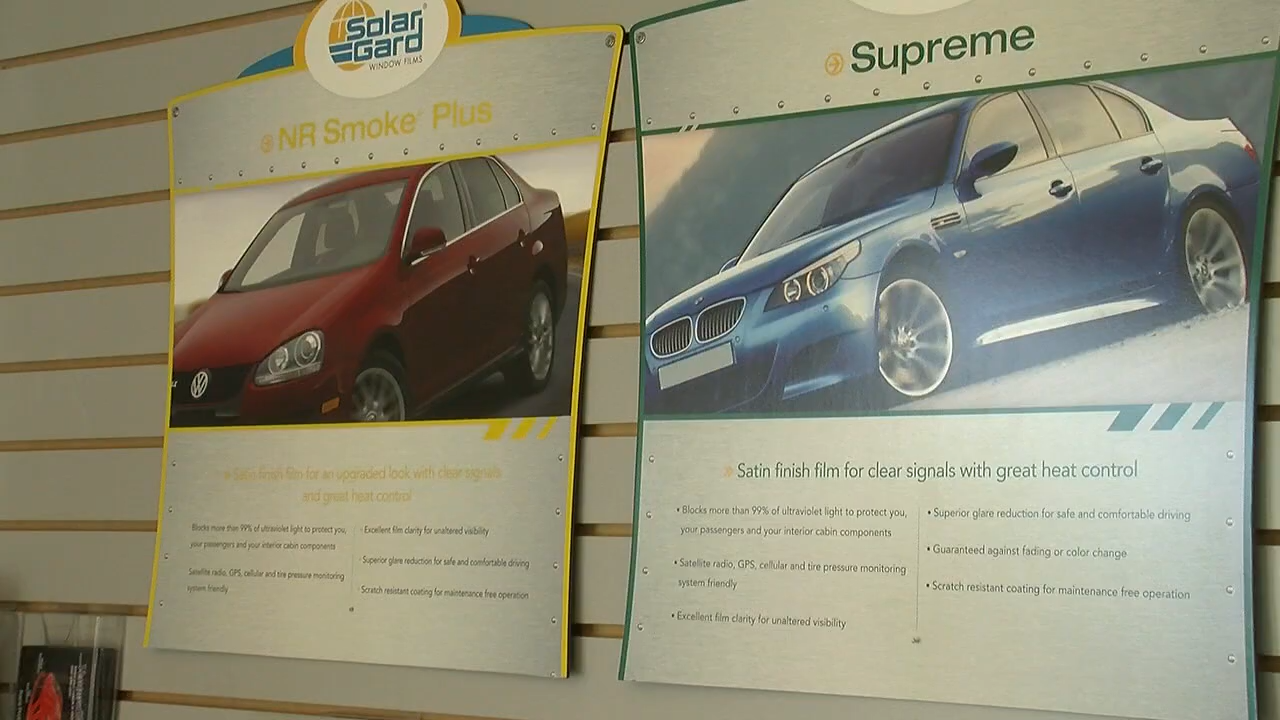 Solar
Gard®
WINDOW FILMS
NR Smoke Plus
Satin finish film for an upgraded look with clear signals
and great heat control
Blocks more than 99% of ultraviolet light to protect you,
your passengers and your interior cabin components
Satellite radio, GPS, cellular and tire pressure monitoring
system friendly
Excellent film clarity for unaltered visibility
Superior glare reduction for safe and comfortable driving
Scratch resistant coating for maintenance free operation
Supreme
Satin finish film for clear signals with great heat control
• Blocks more than 99% of ultraviolet light to protect you,
your passengers and your interior cabin components
• Satellite radio, GPS, cellular and tire pressure monitoring
system friendly
• Excellent film clarity for unaltered visibility
• Superior glare reduction for safe and comfortable driving
• Guaranteed against fading or color change
• Scratch resistant coating for maintenance free operation